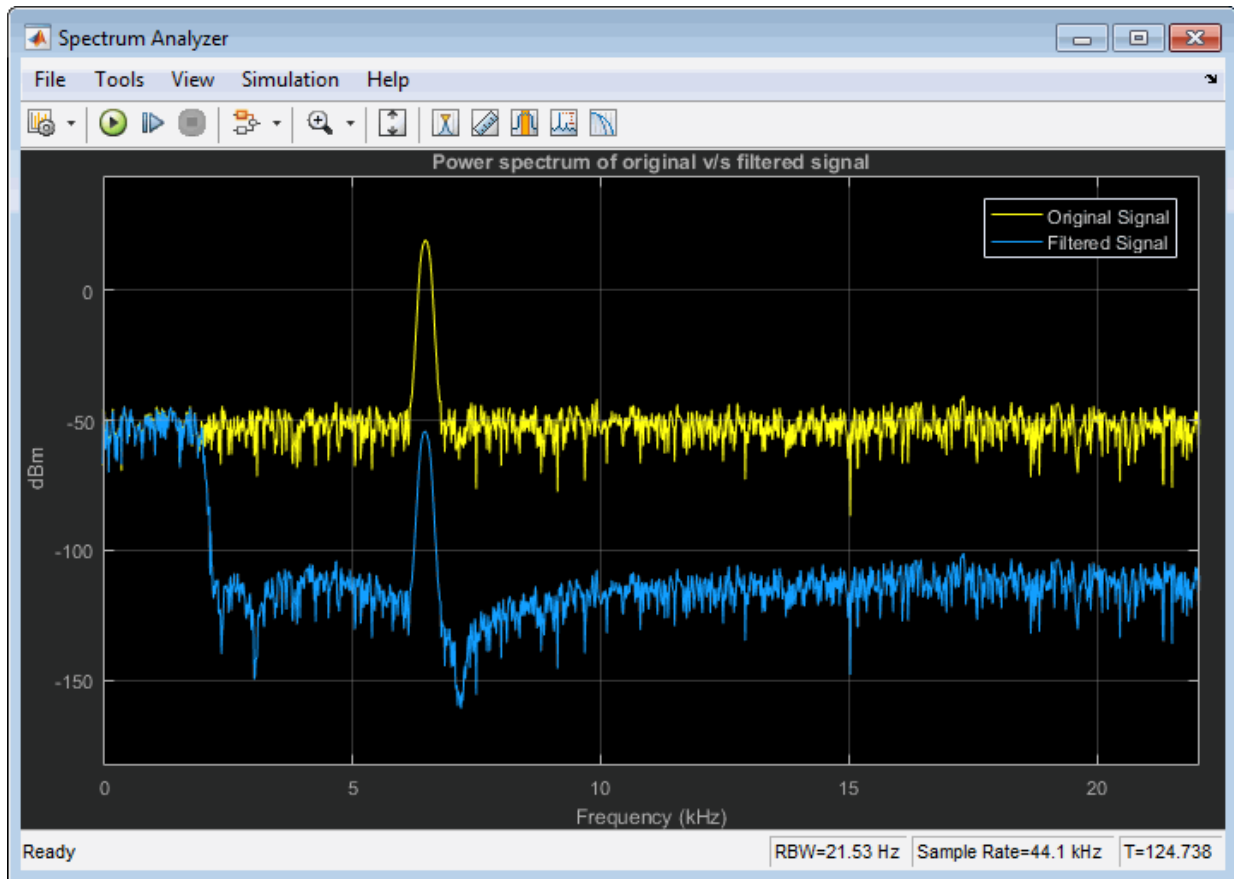 Spectrum Analyzer
File Tools View Simulation Help
Power spectrum of original v/s filtered signal
Original Signal
Filtered Signal
0
-50
-100
-150
dBm
0 5 10 15 20
Frequency (kHz)
Ready RBW=21.53 Hz Sample Rate=44.1 kHz T=124.738